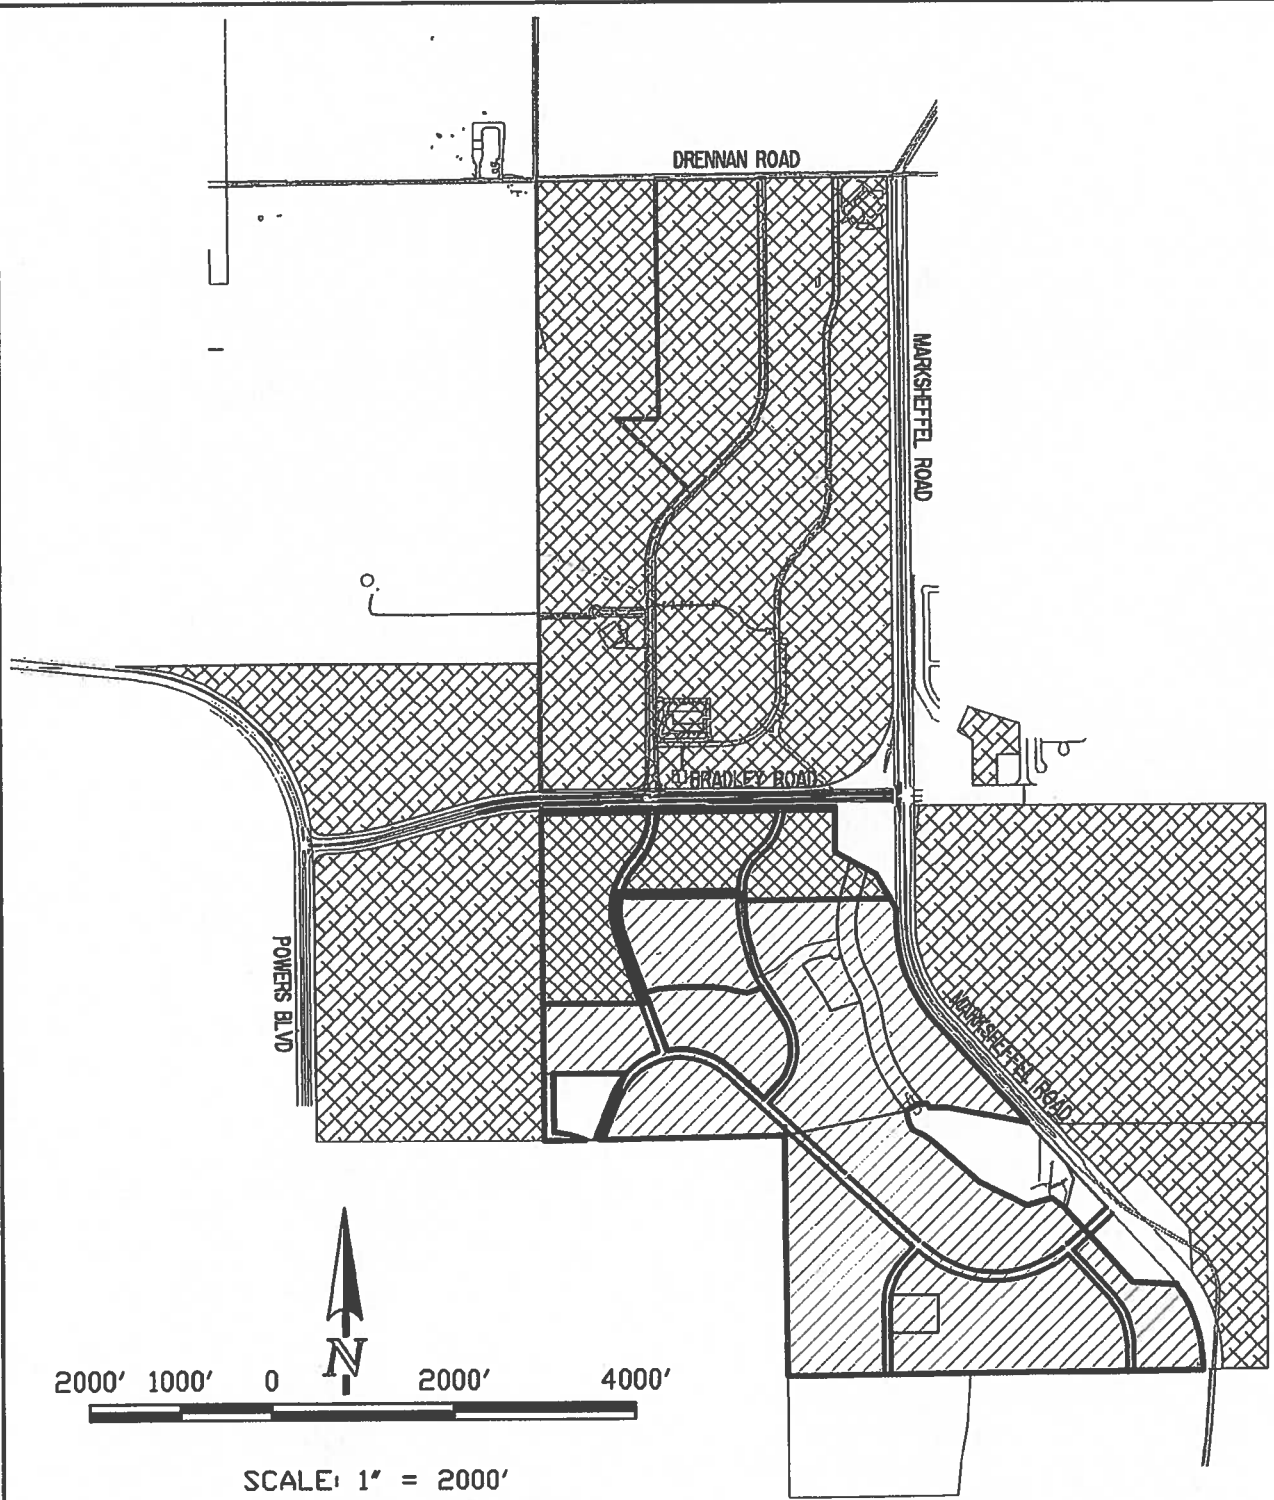 DRENNAN ROAD
MARKSHEFFEL ROAD
BRADLEY ROAD
POWERS BLVD
MARKSHEFFEL ROAD
N
2000' 1000' 0 2000' 4000'
SCALE: 1" = 2000'